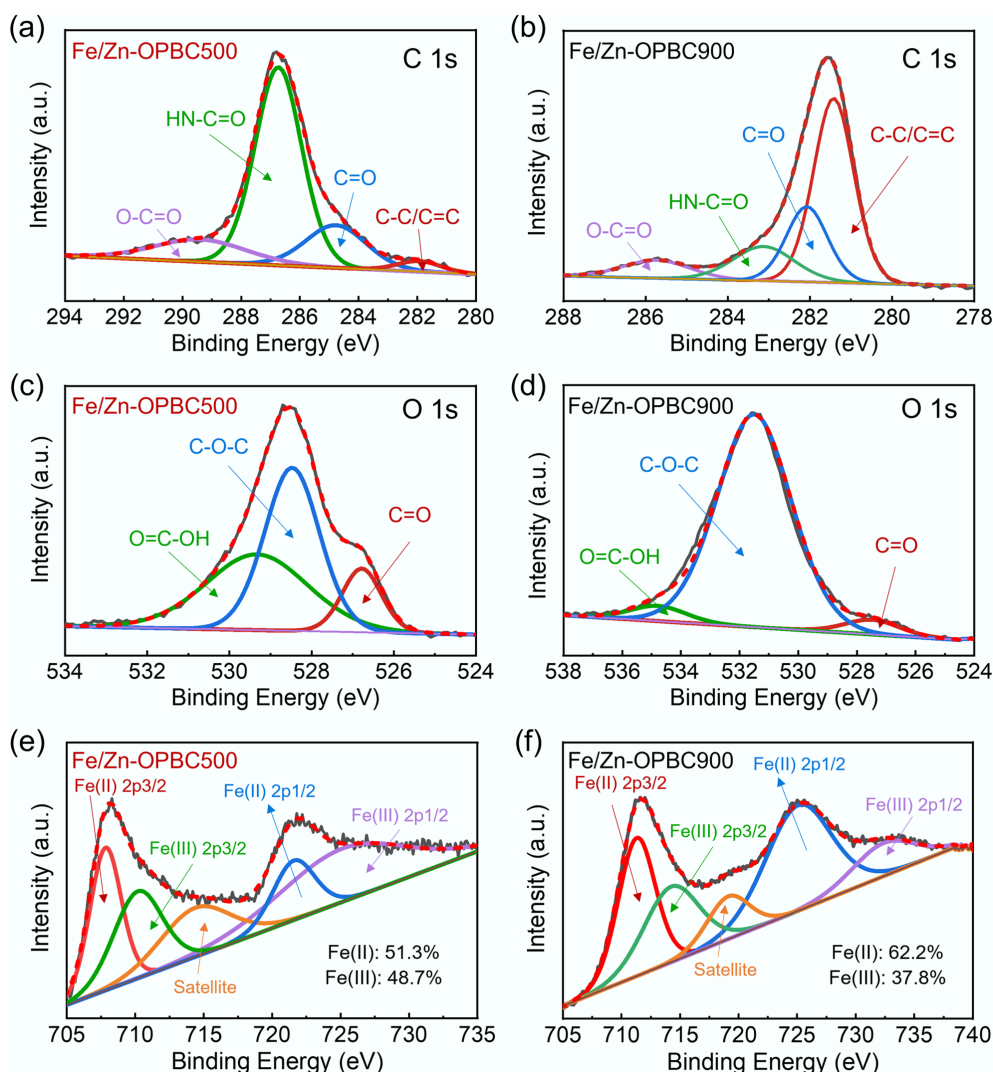 (a)
Fe/Zn-OPBC500
C 1s
HN-C=O
C=O
O-C=O
C-C/C=C
294 292 290 288 286 284 282 280
Binding Energy (eV)
Intensity (a.u.)
(b)
Fe/Zn-OPBC900
C 1s
C=O
C-C/C=C
HN-C=O
O-C=O
288 286 284 282 280 278
Binding Energy (eV)
Intensity (a.u.)
(c)
Fe/Zn-OPBC500
O 1s
C-O-C
C=O
O=C-OH
534 532 530 528 526 524
Binding Energy (eV)
Intensity (a.u.)
(d)
Fe/Zn-OPBC900
O 1s
C-O-C
C=O
O=C-OH
538 536 534 532 530 528 526 524
Binding Energy (eV)
Intensity (a.u.)
(e)
Fe/Zn-OPBC500
Fe(II) 2p3/2
Fe(II) 2p1/2
Fe(III) 2p1/2
Fe(III) 2p3/2
Satellite
Fe(II): 51.3%
Fe(III): 48.7%
705 710 715 720 725 730 735
Binding Energy (eV)
Intensity (a.u.)
(f)
Fe/Zn-OPBC900
Fe(II) 2p1/2
Fe(II) 2p3/2
Fe(III) 2p1/2
Fe(III) 2p3/2
Satellite
Fe(II): 62.2%
Fe(III): 37.8%
705 710 715 720 725 730 735 740
Binding Energy (eV)
Intensity (a.u.)